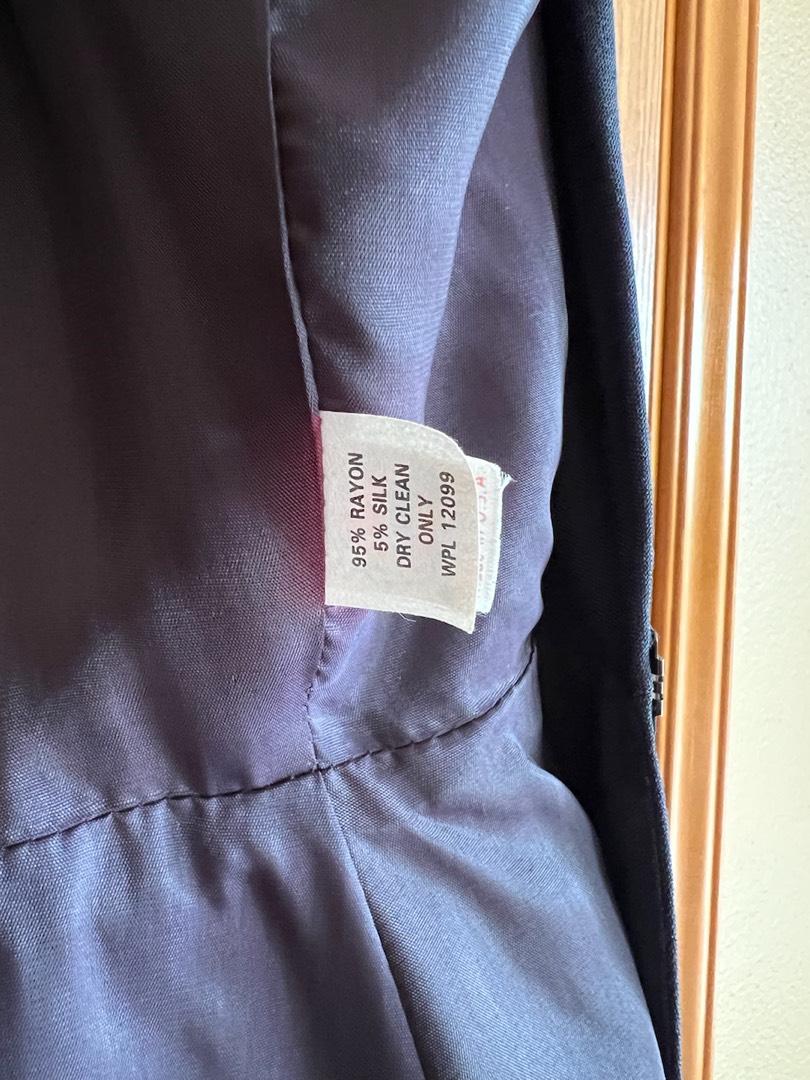 95% RAYON
5% SILK
DRY CLEAN
ONLY
WPL 12099
U.S.A